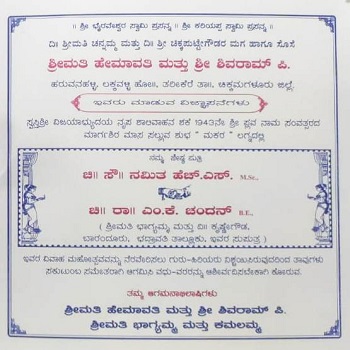 ॥ ಶ್ರೀ ಭೈರವೇಶ್ವರ ಸ್ವಾಮಿ ಪ್ರಸನ್ನ ॥ ॥ ಶ್ರೀ ಕರಿಯಪ್ಪ ಸ್ವಾಮಿ ಪ್ರಸನ್ನ ॥
ದಿ॥ ಶ್ರೀಮತಿ ಚನ್ನಮ್ಮ ಮತ್ತು ದಿ॥ ಶ್ರೀ ಚಿಕ್ಕಪುಟ್ಟೇಗೌಡರ ಮಗ ಹಾಗೂ ಸೊಸೆ
ಶ್ರೀಮತಿ ಹೇಮಾವತಿ ಮತ್ತು ಶ್ರೀ ಶಿವರಾಮ್ ಪಿ.
ಹರುವನಹಳ್ಳಿ, ಲಕ್ಕವಳ್ಳಿ ಹೋ॥, ತರೀಕೆರೆ ತಾ॥, ಚಿಕ್ಕಮಗಳೂರು ಜಿಲ್ಲೆ.
ಇವರು ಮಾಡುವ ವಿಜ್ಞಾಪನೆಗಳು
ಸ್ವಸ್ತಿಶ್ರೀ ವಿಜಯಾಭ್ಯುದಯ ನೃಪ ಶಾಲಿವಾಹನ ಶಕೆ 1943ನೇ ಶ್ರೀ ಪ್ಲವ ನಾಮ ಸಂವತ್ಸರದ
ಮಾರ್ಗಶಿರ ಮಾಸ ಸಲ್ಲುವ ಶುಭ " ಮಕರ " ಲಗ್ನದಲ್ಲಿ
ನಮ್ಮ ಜೇಷ್ಠ ಪುತ್ರಿ
ಚಿ॥ ಸೌ॥ ನಮಿತ ಹೆಚ್.ಎಸ್. M.Sc.,
ಚಿ॥ ರಾ॥ ಎಂ.ಕೆ. ಚಂದನ್ B.E.,
( ಶ್ರೀಮತಿ ಭಾಗ್ಯಮ್ಮ ಮತ್ತು ದಿ॥ ಕೃಷ್ಣೇಗೌಡ,
ಬಾರಂದೂರು, ಭದ್ರಾವತಿ ತಾಲ್ಲೂಕು, ಇವರ ಸುಪುತ್ರ )
ಇವರ ವಿವಾಹ ಮಹೋತ್ಸವವನ್ನು ನೆರವೇರಿಸಲು ಗುರು-ಹಿರಿಯರು ನಿಶ್ಚಯಿಸಿರುವುದರಿಂದ ತಾವುಗಳು
ಸಕುಟುಂಬ ಸಮೇತರಾಗಿ ಆಗಮಿಸಿ ವಧು-ವರರನ್ನು ಆಶೀರ್ವದಿಸಬೇಕಾಗಿ ಕೋರುವ.
ತಮ್ಮ ಆಗಮನಾಭಿಲಾಷಿಗಳು
ಶ್ರೀಮತಿ ಹೇಮಾವತಿ ಮತ್ತು ಶ್ರೀ ಶಿವರಾಮ್ ಪಿ.
ಶ್ರೀಮತಿ ಭಾಗ್ಯಮ್ಮ ಮತ್ತು ಕಮಲಮ್ಮ